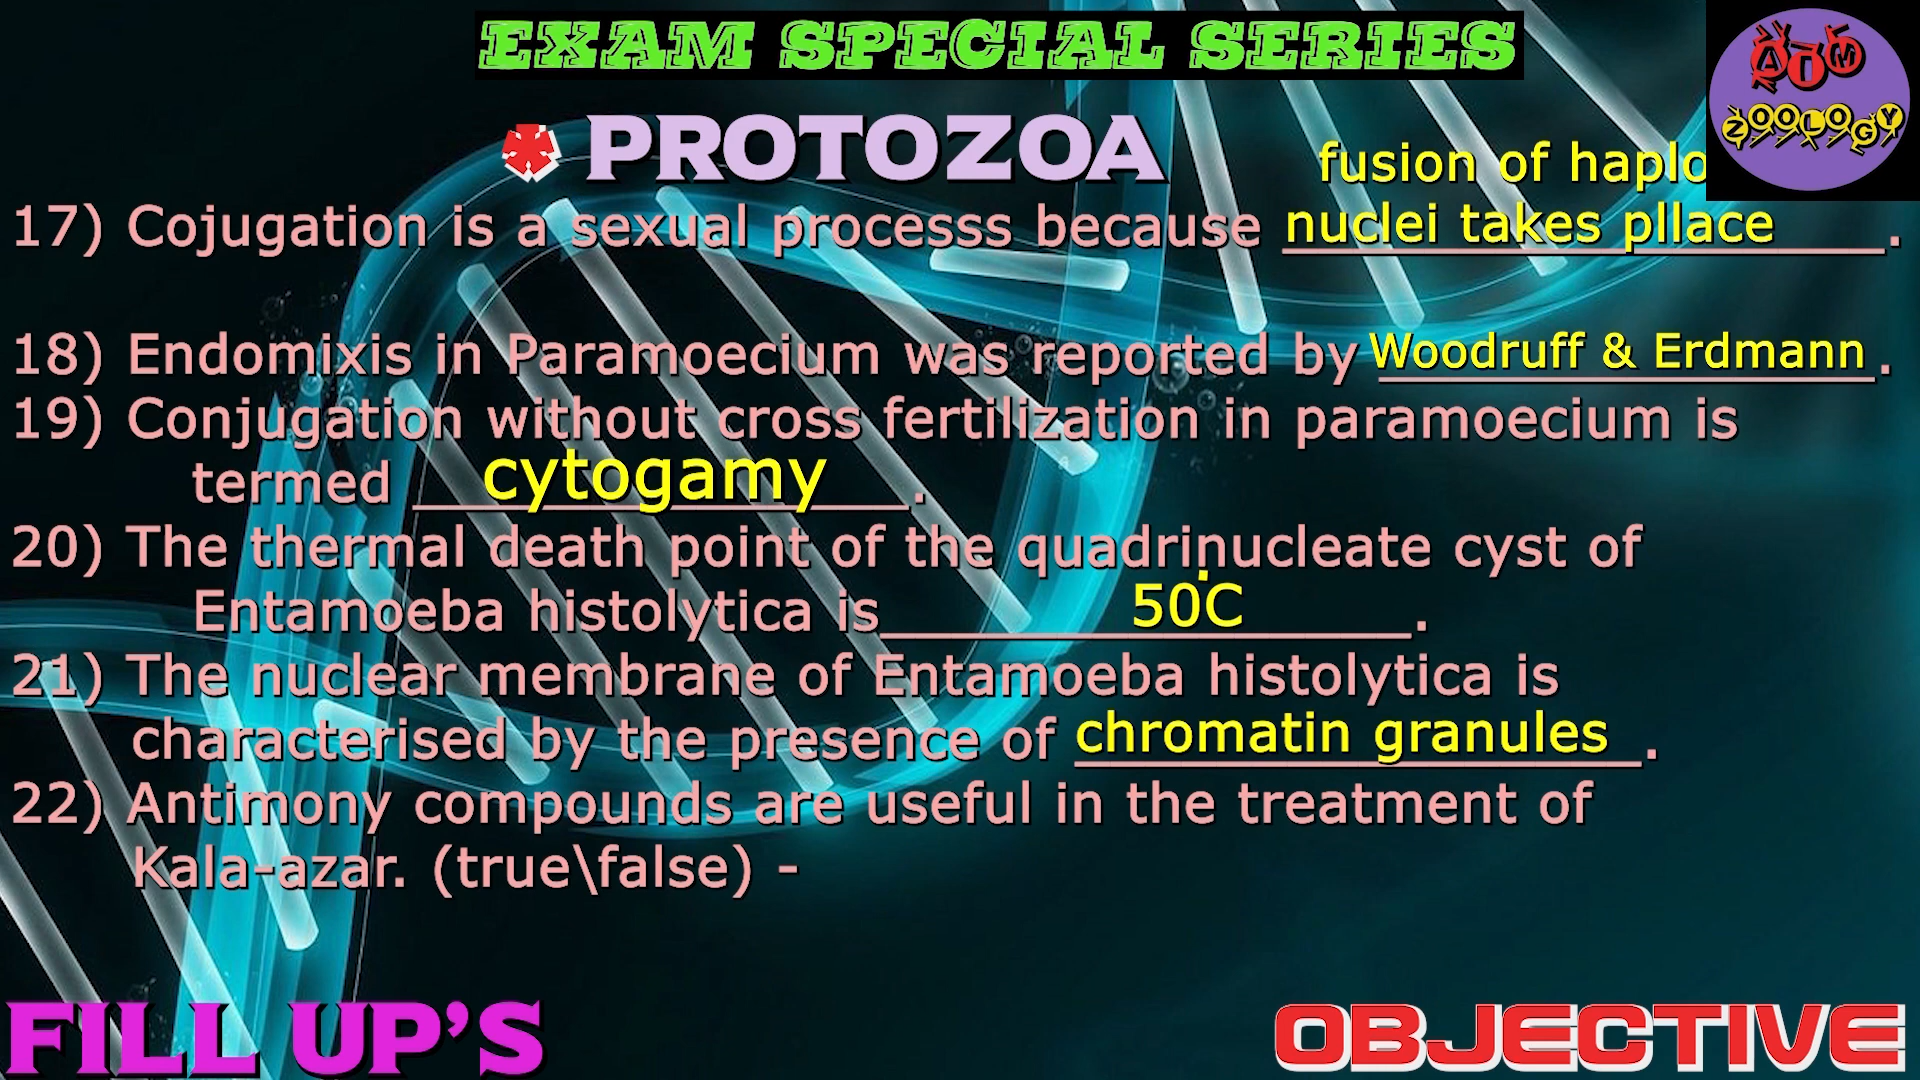 EXAM SPECIAL SERIES
AIM
ZOOLOGY
PROTOZOA
fusion of haplo
17) Cojugation is a sexual processs because nuclei takes pllace.
18) Endomixis in Paramoecium was reported by Woodruff & Erdmann.
19) Conjugation without cross fertilization in paramoecium is
termed cytogamy.
20) The thermal death point of the quadrinucleate cyst of
Entamoeba histolytica is 50C.
21) The nuclear membrane of Entamoeba histolytica is
characterised by the presence of chromatin granules.
22) Antimony compounds are useful in the treatment of
Kala-azar. (true\false) -
FILL UP'S
OBJECTIVE